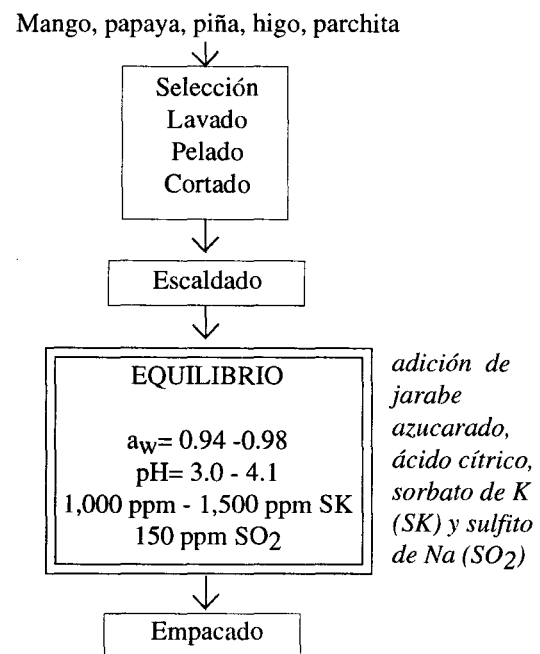 Mango, papaya, piña, higo, parchita
Selección
Lavado
Pelado
Cortado
Escaldado
EQUILIBRIO
aw= 0.94 -0.98
pH= 3.0 - 4.1
1,000 ppm - 1,500 ppm SK
150 ppm SO2
adición de
jarabe
azucarado,
ácido cítrico,
sorbato de K
(SK) y sulfito
de Na (SO2)
Empacado